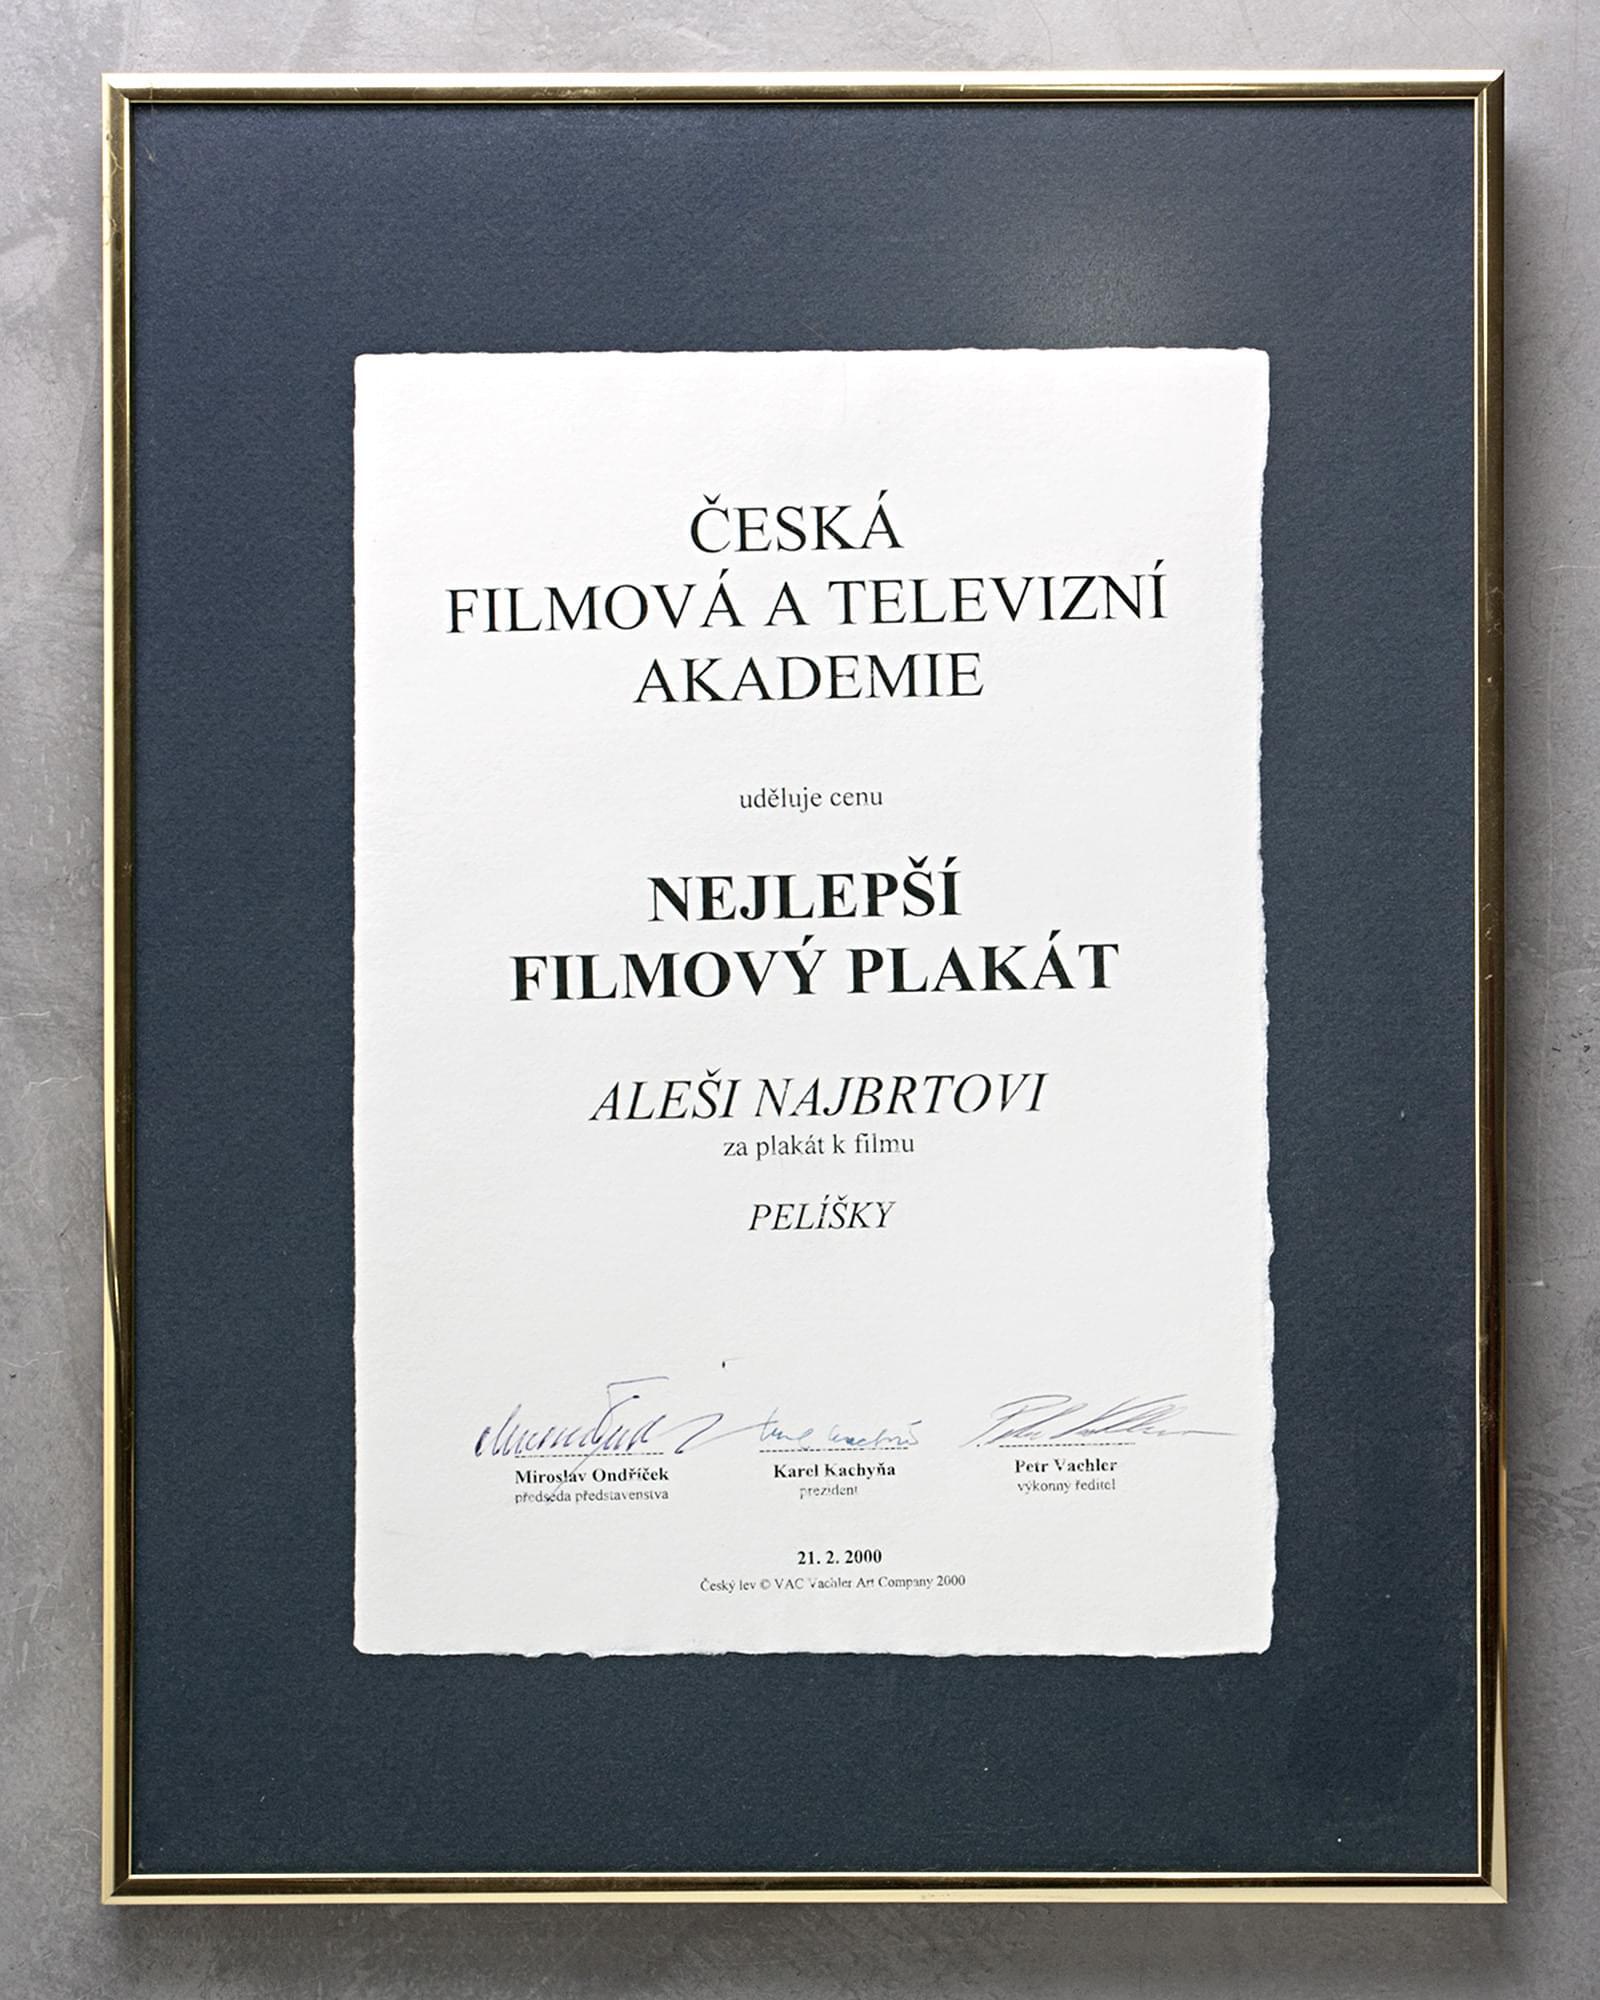 ČESKÁ
FILMOVÁ A TELEVIZNÍ
AKADEMIE
uděluje cenu
NEJLEPŠÍ
FILMOVÝ PLAKÁT
ALEŠI NAJBRTOVI
za plakát k filmu
PELÍŠKY
Miroslav Ondříček
předseda představenstva
Karel Kachyňa
prezident
Petr Vachler
výkonný ředitel
21. 2. 2000
Český lev © VAC Vachler Art Company 2000